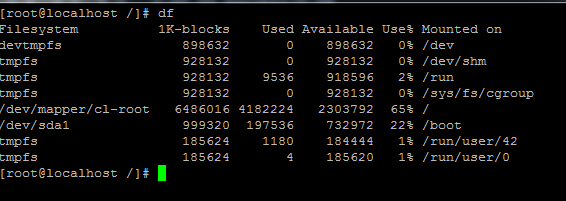 [root@localhost /]# df
Filesystem           1K-blocks    Used Available Use% Mounted on
devtmpfs                898632       0    898632   0% /dev
tmpfs                   928132       0    928132   0% /dev/shm
tmpfs                   928132    9536    918596   2% /run
tmpfs                   928132       0    928132   0% /sys/fs/cgroup
/dev/mapper/cl-root    6486016 4182224   2303792  65% /
/dev/sda1               999320  197536    732972  22% /boot
tmpfs                   185624    1180    184444   1% /run/user/42
tmpfs                   185624       4    185620   1% /run/user/0
[root@localhost /]#